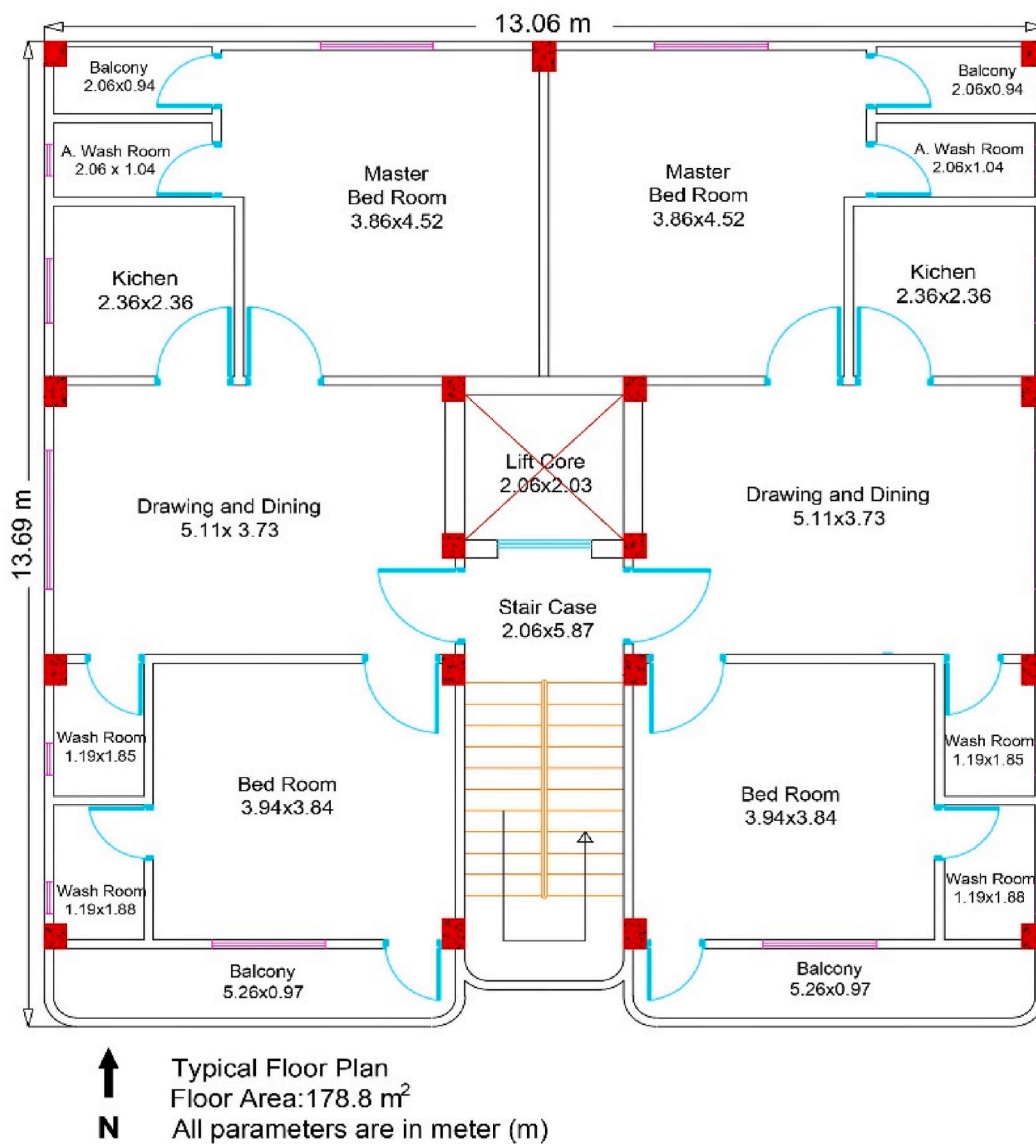 13.06 m
Balcony
2.06x0.94
Balcony
2.06x0.94
A. Wash Room
2.06 x 1.04
A. Wash Room
2.06x1.04
Master
Bed Room
3.86x4.52
Master
Bed Room
3.86x4.52
Kichen
2.36x2.36
Kichen
2.36x2.36
13.69 m
Lift Core
2.06x2.03
Drawing and Dining
5.11x 3.73
Drawing and Dining
5.11x3.73
Stair Case
2.06x5.87
Wash Room
1.19x1.85
Wash Room
1.19x1.85
Bed Room
3.94x3.84
Bed Room
3.94x3.84
Wash Room
1.19x1.88
Wash Room
1.19x1.88
Balcony
5.26x0.97
Balcony
5.26x0.97
Typical Floor Plan
Floor Area:178.8 m²
N All parameters are in meter (m)